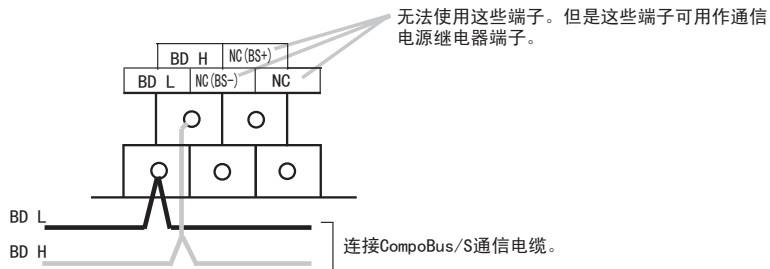 无法使用这些端子。但是这些端子可用作通信
电源继电器端子。
BD H NC(BS+)
BD L NC(BS-) NC
BD L
BD H
连接CompoBus/S通信电缆。